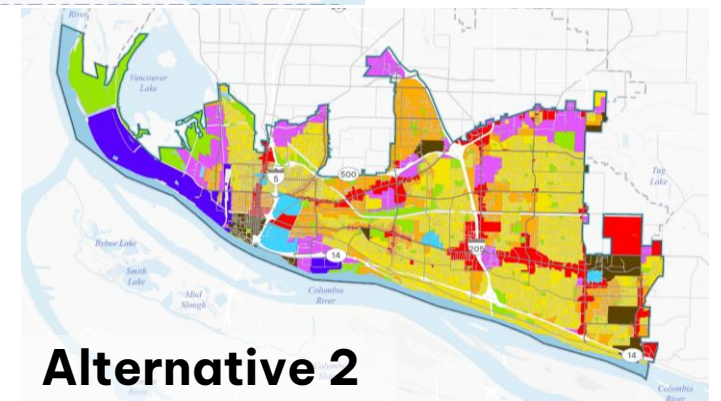 River
Vancouver
Lake
5
500
205
14
14
Bybee Lake
Smith
Lake
Mud
Slough
Columbia
River
Lake
Columbia
River
Alternative 2